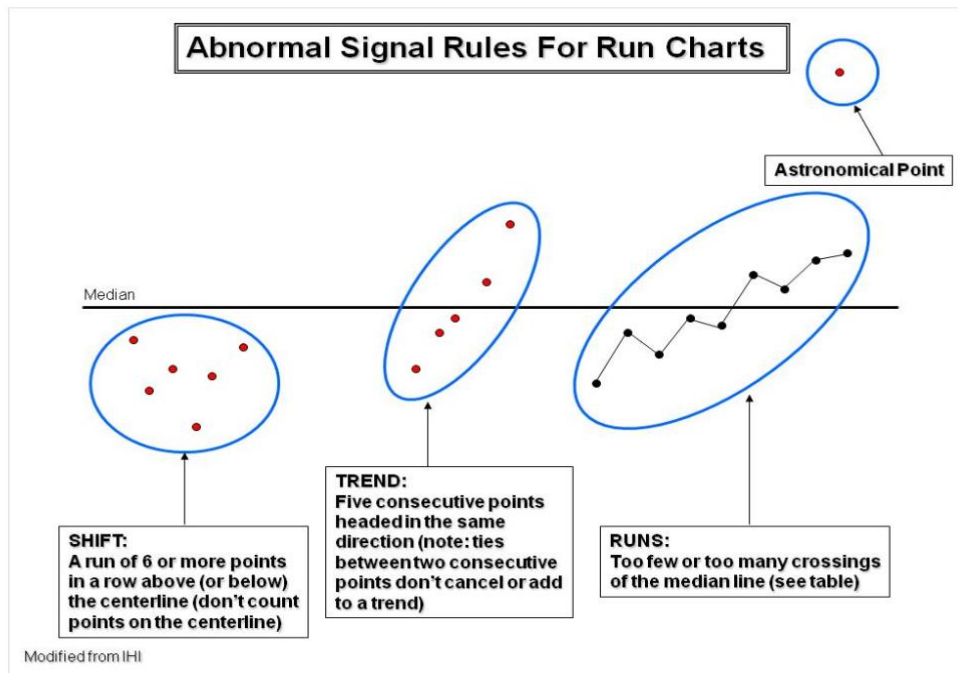 Abnormal Signal Rules For Run Charts
Astronomical Point
Median
SHIFT:
A run of 6 or more points
in a row above (or below)
the centerline (don't count
points on the centerline)
TREND:
Five consecutive points
headed in the same
direction (note: ties
between two consecutive
points don't cancel or add
to a trend)
RUNS:
Too few or too many crossings
of the median line (see table)
Modified from IHI